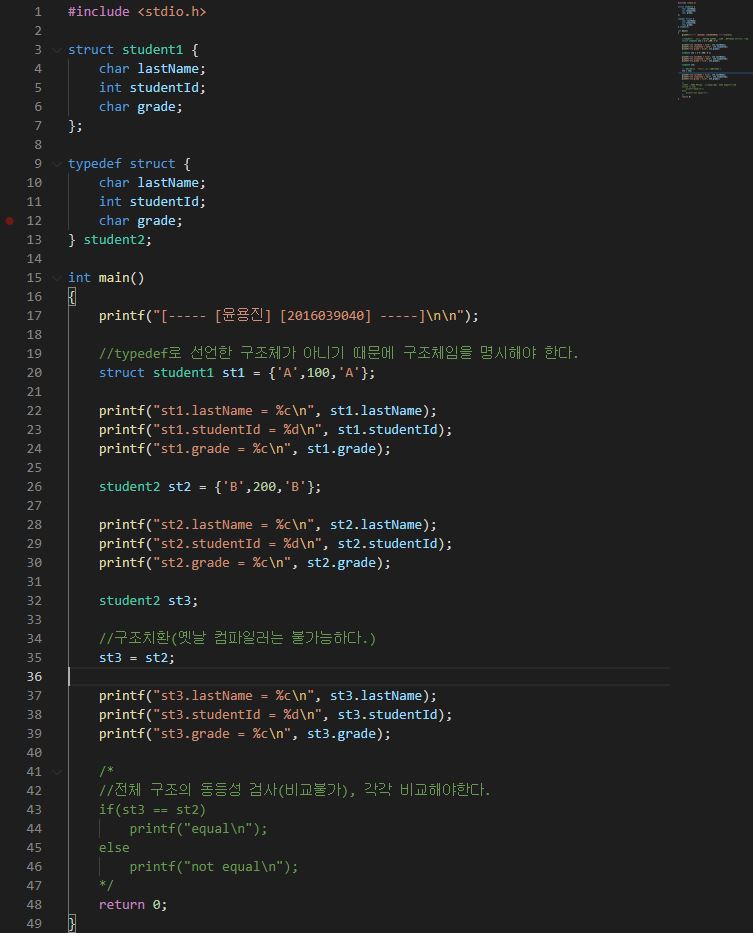 1 #include <stdio.h>
2
3 struct student1 {
4     char lastName;
5     int studentId;
6     char grade;
7 };
8
9 typedef struct {
10     char lastName;
11     int studentId;
12     char grade;
13 } student2;
14
15 int main()
16 {
17     printf("[----- [윤용진] [2016039040] -----]\n\n");
18
19     //typedef로 선언한 구조체가 아니기 때문에 구조체임을 명시해야 한다.
20     struct student1 st1 = {'A',100,'A'};
21
22     printf("st1.lastName = %c\n", st1.lastName);
23     printf("st1.studentId = %d\n", st1.studentId);
24     printf("st1.grade = %c\n", st1.grade);
25
26     student2 st2 = {'B',200,'B'};
27
28     printf("st2.lastName = %c\n", st2.lastName);
29     printf("st2.studentId = %d\n", st2.studentId);
30     printf("st2.grade = %c\n", st2.grade);
31
32     student2 st3;
33
34     //구조치환(옛날 컴파일러는 불가능하다.)
35     st3 = st2;
36
37     printf("st3.lastName = %c\n", st3.lastName);
38     printf("st3.studentId = %d\n", st3.studentId);
39     printf("st3.grade = %c\n", st3.grade);
40
41     /*
42     //전체 구조의 동등성 검사(비교불가), 각각 비교해야한다.
43     if(st3 == st2)
44         printf("equal\n");
45     else
46         printf("not equal\n");
47     */
48     return 0;
49 }